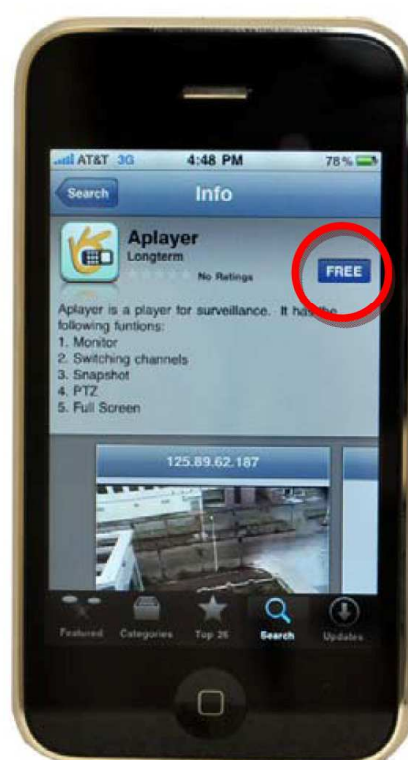 AT&T 3G 4:48 PM 78%
Search Info
Aplayer
Longterm
No Ratings
FREE
Aplayer is a player for surveillance. It has the
following funtions:
1. Monitor
2. Switching channels
3. Snapshot
4. PTZ
5. Full Screen
125.89.62.187
Featured Categories Top 25 Search Updates